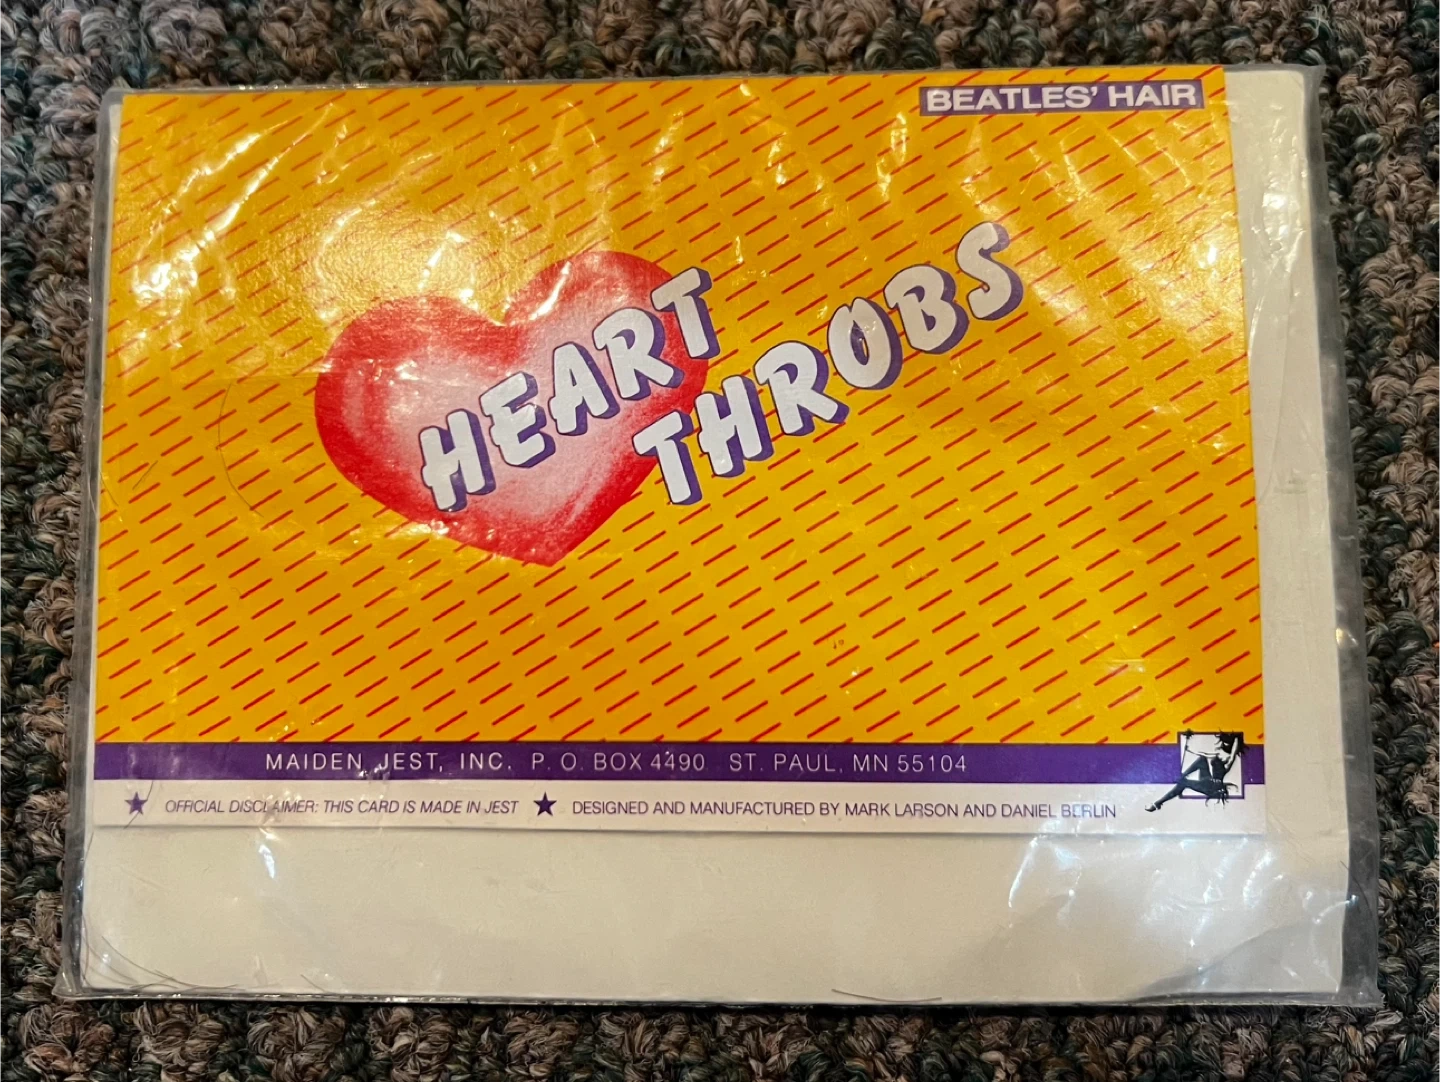 BEATLES' HAIR
HEART
THROBS
MAIDEN JEST, INC. P. O. BOX 4490 ST. PAUL, MN 55104
★ OFFICIAL DISCLAIMER: THIS CARD IS MADE IN JEST ★ DESIGNED AND MANUFACTURED BY MARK LARSON AND DANIEL BERLIN